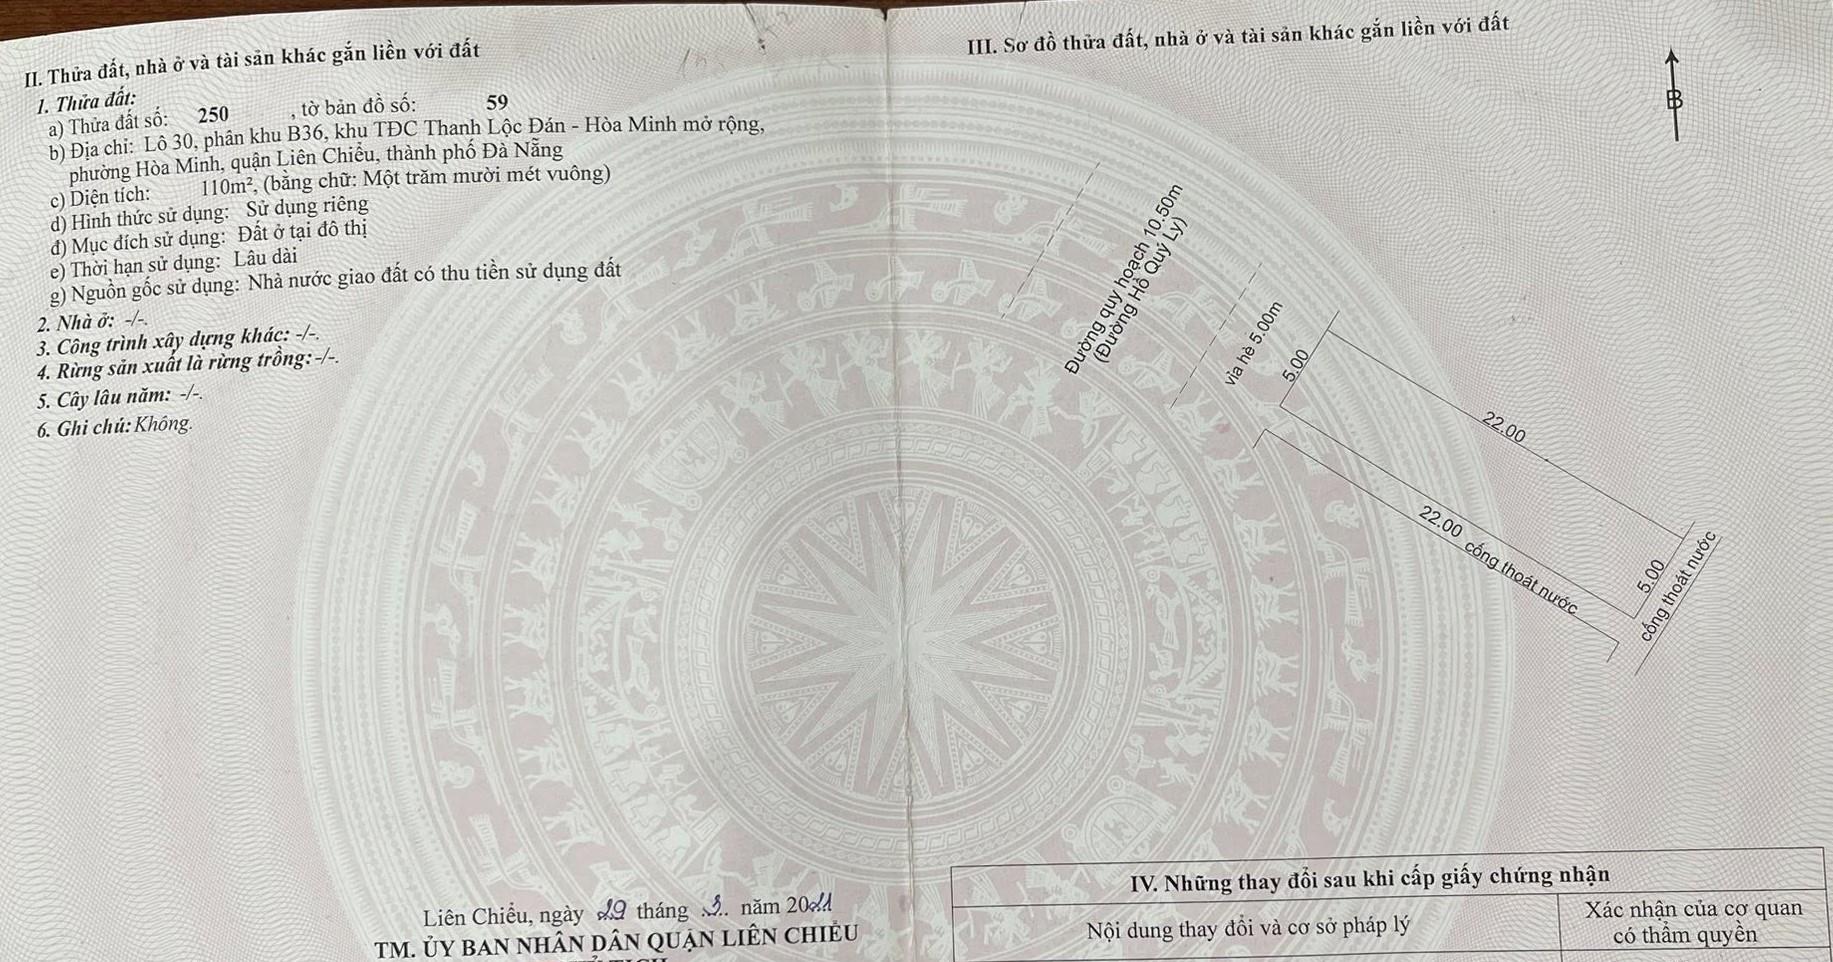 II. Thửa đất, nhà ở và tài sản khác gắn liền với đất
1. Thửa đất:
a) Thửa đất số: 250 , tờ bản đồ số: 59
b) Địa chỉ: Lô 30, phân khu B36, khu TĐC Thanh Lộc Đán - Hòa Minh mở rộng,
phường Hòa Minh, quận Liên Chiểu, thành phố Đà Nẵng
c) Diện tích: 110m², (bằng chữ: Một trăm mười mét vuông)
d) Hình thức sử dụng: Sử dụng riêng
đ) Mục đích sử dụng: Đất ở tại đô thị
e) Thời hạn sử dụng: Lâu dài
g) Nguồn gốc sử dụng: Nhà nước giao đất có thu tiền sử dụng đất
2. Nhà ở: -/-.
3. Công trình xây dựng khác: -/-.
4. Rừng sản xuất là rừng trồng: -/-.
5. Cây lâu năm: -/-.
6. Ghi chú: Không.
Liên Chiểu, ngày 29 tháng 3.. năm 2021
TM. ỦY BAN NHÂN DÂN QUẬN LIÊN CHIỂU
III. Sơ đồ thửa đất, nhà ở và tài sản khác gắn liền với đất
B
Đường quy hoạch 10.50m
(Đường Hồ Quý Ly)
vỉa hè 5.00m
5.00
22.00
22.00 cống thoát nước
5.00
cống thoát nước
IV. Những thay đổi sau khi cấp giấy chứng nhận
Nội dung thay đổi và cơ sở pháp lý
Xác nhận của cơ quan
có thẩm quyền